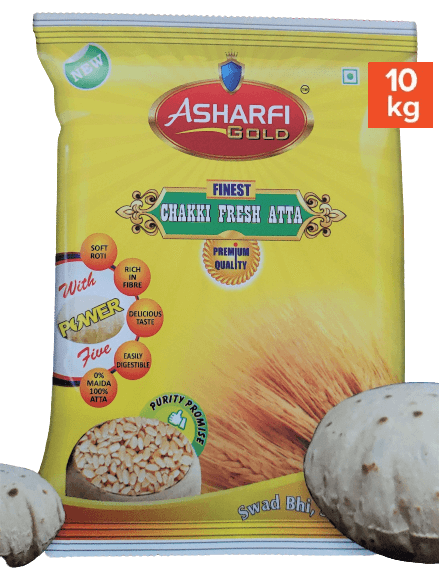 NEW
ASHARFI
GOLD
TM
10
kg
FINEST
CHAKKI FRESH ATTA
PREMIUM
QUALITY
SOFT
ROTI
With
RICH
IN
FIBRE
POWER
DELICIOUS
TASTE
Five
EASILY
DIGESTIBLE
0%
MAIDA
100%
ATTA
PURITY PROMISE
Swad Bhi,